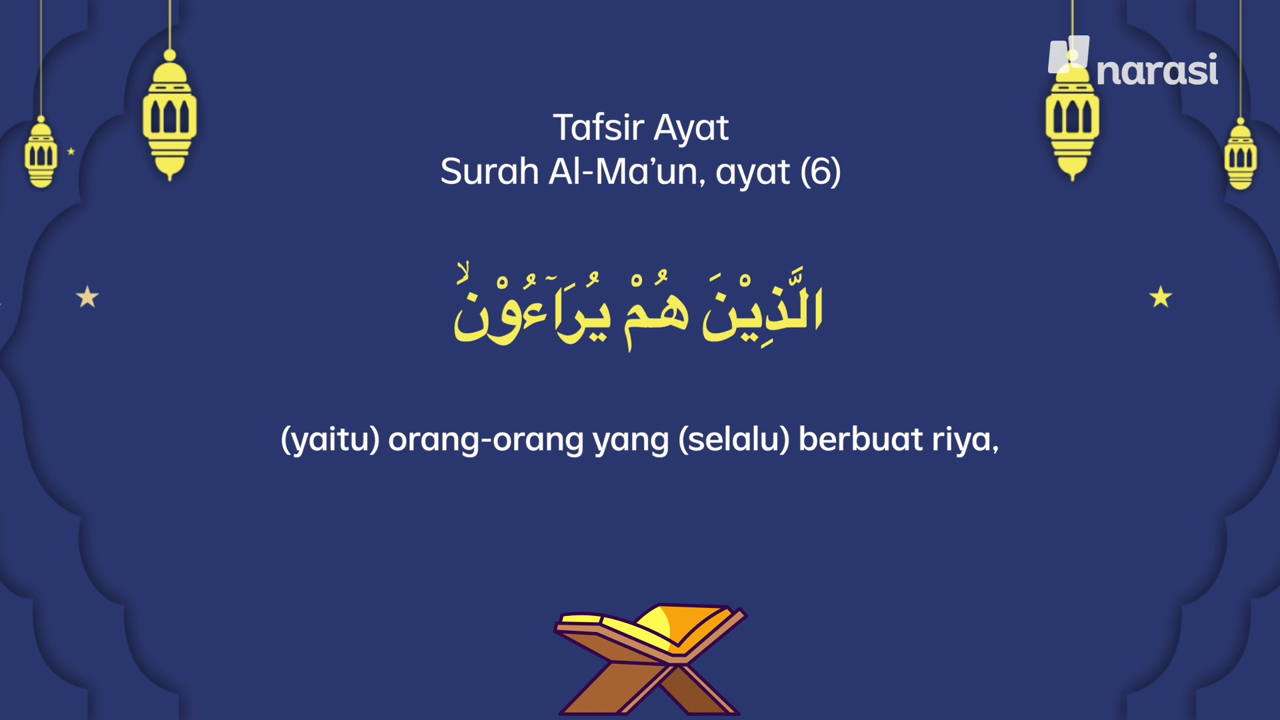 narasi
Tafsir Ayat
Surah Al-Ma’un, ayat (6)
الَّذِيْنَ هُمْ يُرَاۤءُوْنَۙ
(yaitu) orang-orang yang (selalu) berbuat riya,